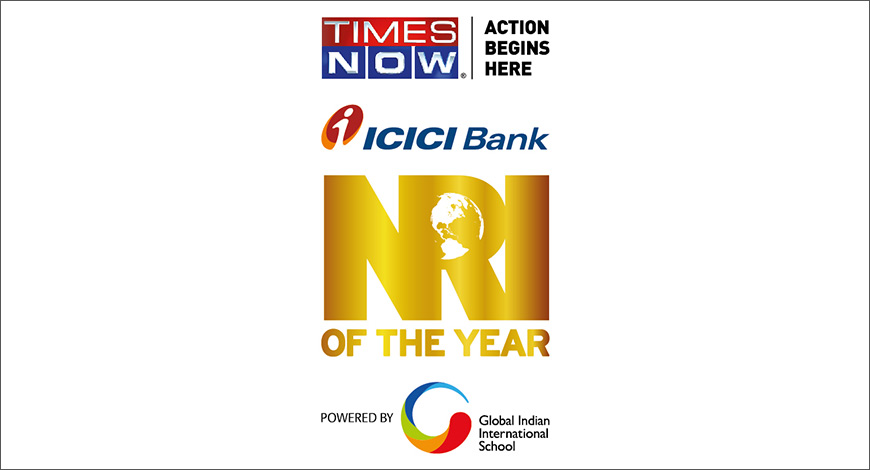 TIMES
NOW®
ACTION
BEGINS
HERE
i ICICI Bank
NRI
OF THE YEAR
POWERED BY
Global Indian
International
School